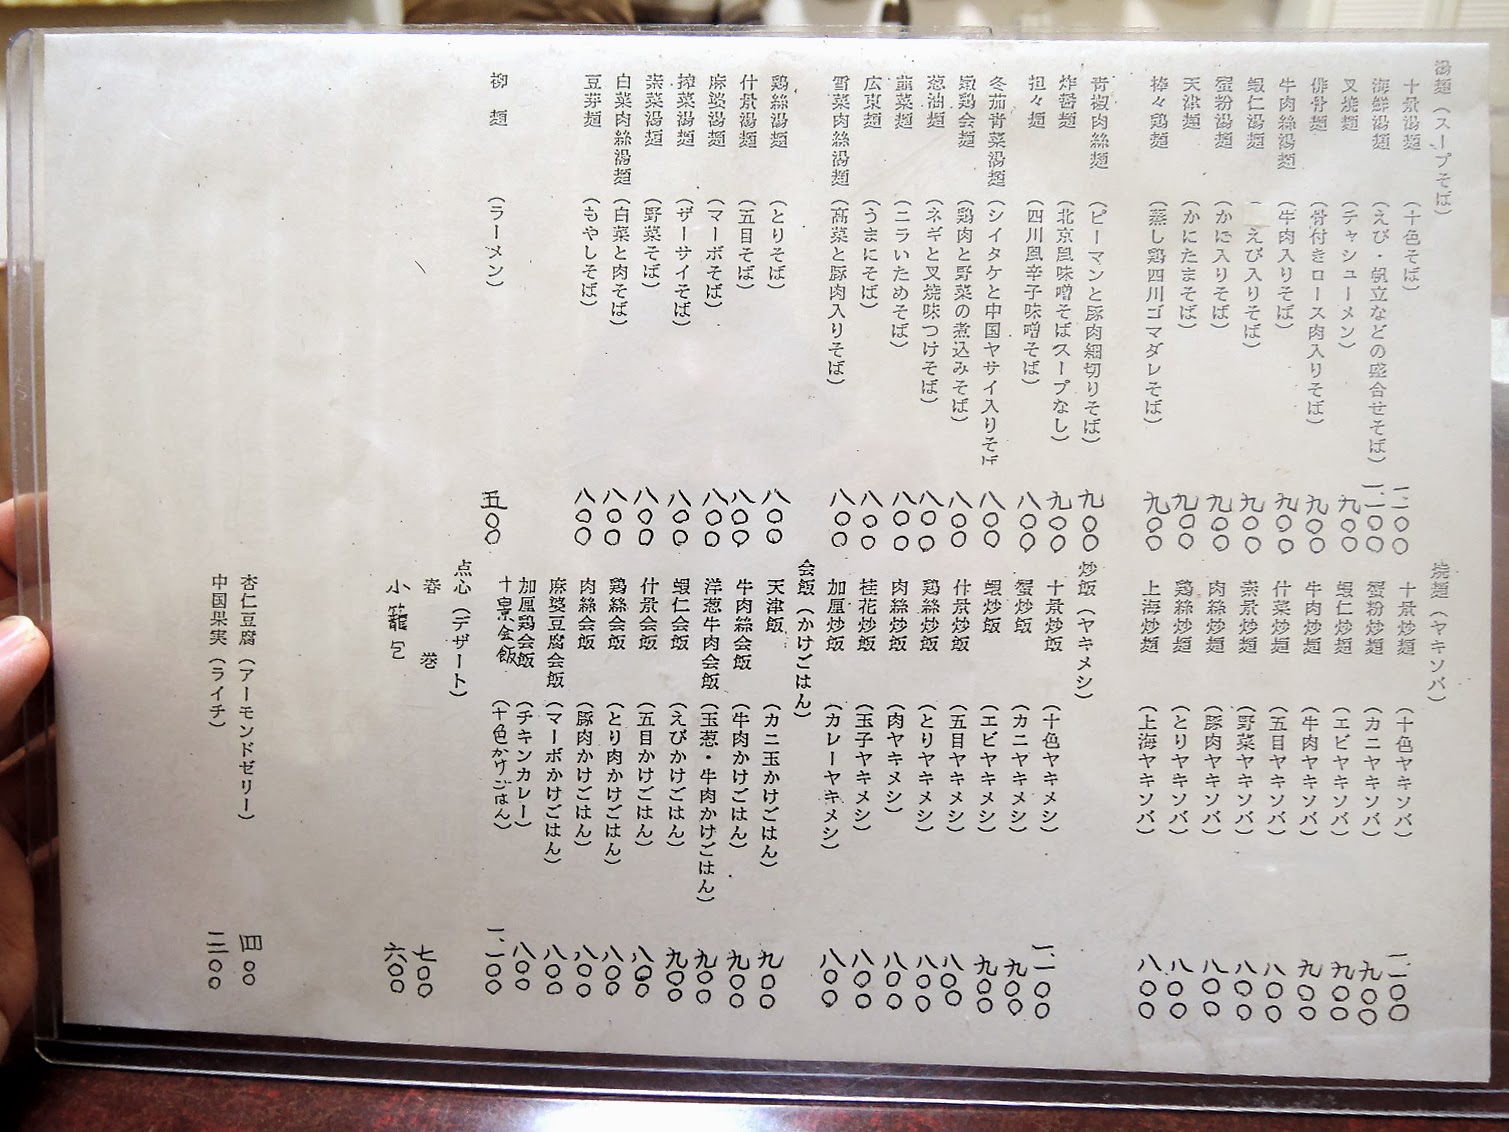 湯麺（スープそば）
十景湯麺（十色そば）一、一〇〇
海鮮湯麺（えび・帆立などの盛合せそば）一、一〇〇
叉焼麺（チャシューメン）九〇〇
排骨麺（骨付きロース肉入りそば）九〇〇
牛肉絲湯麺（牛肉入りそば）九〇〇
蝦仁湯麺（えび入りそば）九〇〇
蟹粉湯麺（かに入りそば）九〇〇
天津麺（かにたまそば）九〇〇
棒々鶏麺（蒸し鶏四川ゴマダレそば）九〇〇
青椒肉絲麺（ピーマンと豚肉細切りそば）九〇〇
炸醤麺（北京風味噌そばスープなし）九〇〇
担々麺（四川風辛子味噌そば）八〇〇
冬茄青菜湯麺（シイタケと中国ヤサイ入りそば 八〇〇
嫩鶏会麺（鶏肉と野菜の煮込みそば）八〇〇
葱油麺（ネギと叉焼味つけそば）八〇〇
韮菜麺（ニラいためそば）八〇〇
広東麺（うまにそば）八〇〇
雪菜肉絲湯麺（高菜と豚肉入りそば）八〇〇
鶏絲湯麺（とりそば）八〇〇
什景湯麺（五目そば）八〇〇
麻婆湯麺（マーボそば）八〇〇
搾菜湯麺（ザーサイそば）八〇〇
素菜湯麺（野菜そば）八〇〇
白菜肉絲湯麺（白菜と肉そば）八〇〇
豆芽麺（もやしそば）八〇〇
柳麺（ラーメン）五〇〇
焼麺（ヤキソバ）
十景炒麺（十色ヤキソバ）一、一〇〇
蟹粉炒麺（カニヤキソバ）九〇〇
蝦仁炒麺（エビヤキソバ）九〇〇
牛肉炒麺（牛肉ヤキソバ）九〇〇
什菜炒麺（五目ヤキソバ）八〇〇
素景炒麺（野菜ヤキソバ）八〇〇
肉絲炒麺（豚肉ヤキソバ）八〇〇
鶏絲炒麺（とりヤキソバ）八〇〇
上海炒麺（上海ヤキソバ）八〇〇
炒飯（ヤキメシ）
十景炒飯（十色ヤキメシ）一、一〇〇
蟹炒飯（カニヤキメシ）九〇〇
蝦炒飯（エビヤキメシ）九〇〇
什景炒飯（五目ヤキメシ）八〇〇
鶏絲炒飯（とりヤキメシ）八〇〇
肉絲炒飯（肉ヤキメシ）八〇〇
桂花炒飯（玉子ヤキメシ）八〇〇
加厘炒飯（カレーヤキメシ）八〇〇
会飯（かけごはん）
天津飯（カニ玉かけごはん）九〇〇
牛肉絲会飯（牛肉かけごはん）九〇〇
洋葱牛肉会飯（玉葱・牛肉かけごはん）九〇〇
蝦仁会飯（えびかけごはん）九〇〇
什景会飯（五目かけごはん）八〇〇
鶏絲会飯（とり肉かけごはん）八〇〇
肉絲会飯（豚肉かけごはん）八〇〇
麻婆豆腐会飯（マーボかけごはん）八〇〇
加厘鶏会飯（チキンカレー）八〇〇
十景会飯（十色かけごはん）一、一〇〇
点心（デザート）
春巻 七〇〇
小籠包 六〇〇
杏仁豆腐（アーモンドゼリー）四〇〇
中国果実（ライチ）三〇〇